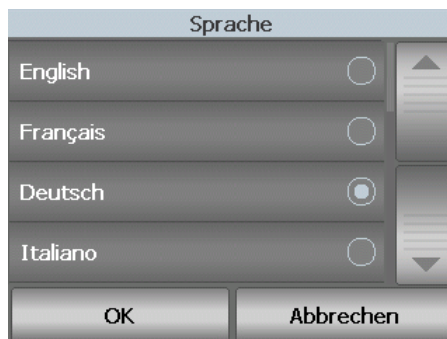 Sprache
English
Français
Deutsch
Italiano
OK Abbrechen